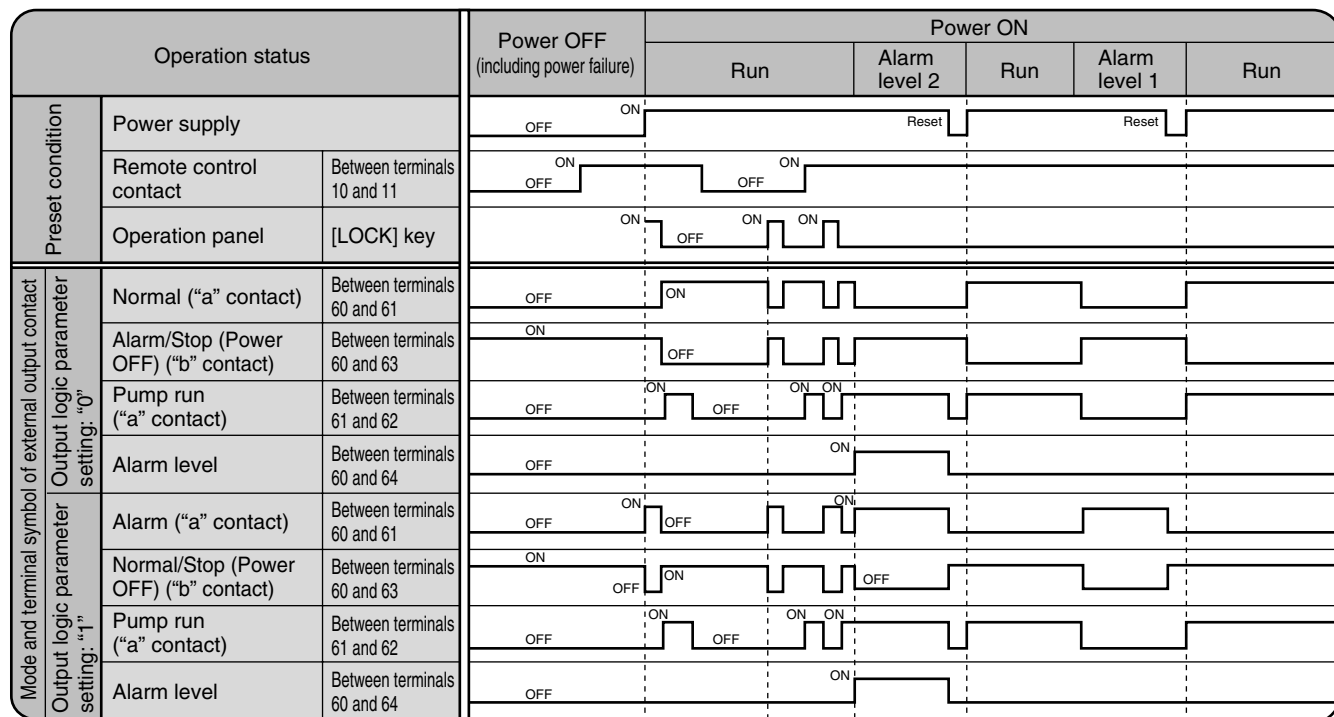 Operation status
Power OFF
(including power failure)
Power ON
Run
Alarm
level 2
Run
Alarm
level 1
Run
Preset condition
Power supply
OFF
ON
Reset
Reset
Remote control
contact
Between terminals
10 and 11
OFF
ON
OFF
ON
Operation panel
[LOCK] key
ON
OFF
ON
ON
Mode and terminal symbol of external output contact
Output logic parameter
setting: “0”
Normal (“a” contact)
Between terminals
60 and 61
OFF
ON
Alarm/Stop (Power
OFF) (“b” contact)
Between terminals
60 and 63
ON
OFF
Pump run
(“a” contact)
Between terminals
61 and 62
OFF
ON
OFF
ON
ON
Alarm level
Between terminals
60 and 64
OFF
ON
Output logic parameter
setting: “1”
Alarm (“a” contact)
Between terminals
60 and 61
OFF
ON
OFF
ON
Normal/Stop (Power
OFF) (“b” contact)
Between terminals
60 and 63
ON
OFF
ON
OFF
Pump run
(“a” contact)
Between terminals
61 and 62
OFF
ON
OFF
ON
ON
Alarm level
Between terminals
60 and 64
OFF
ON